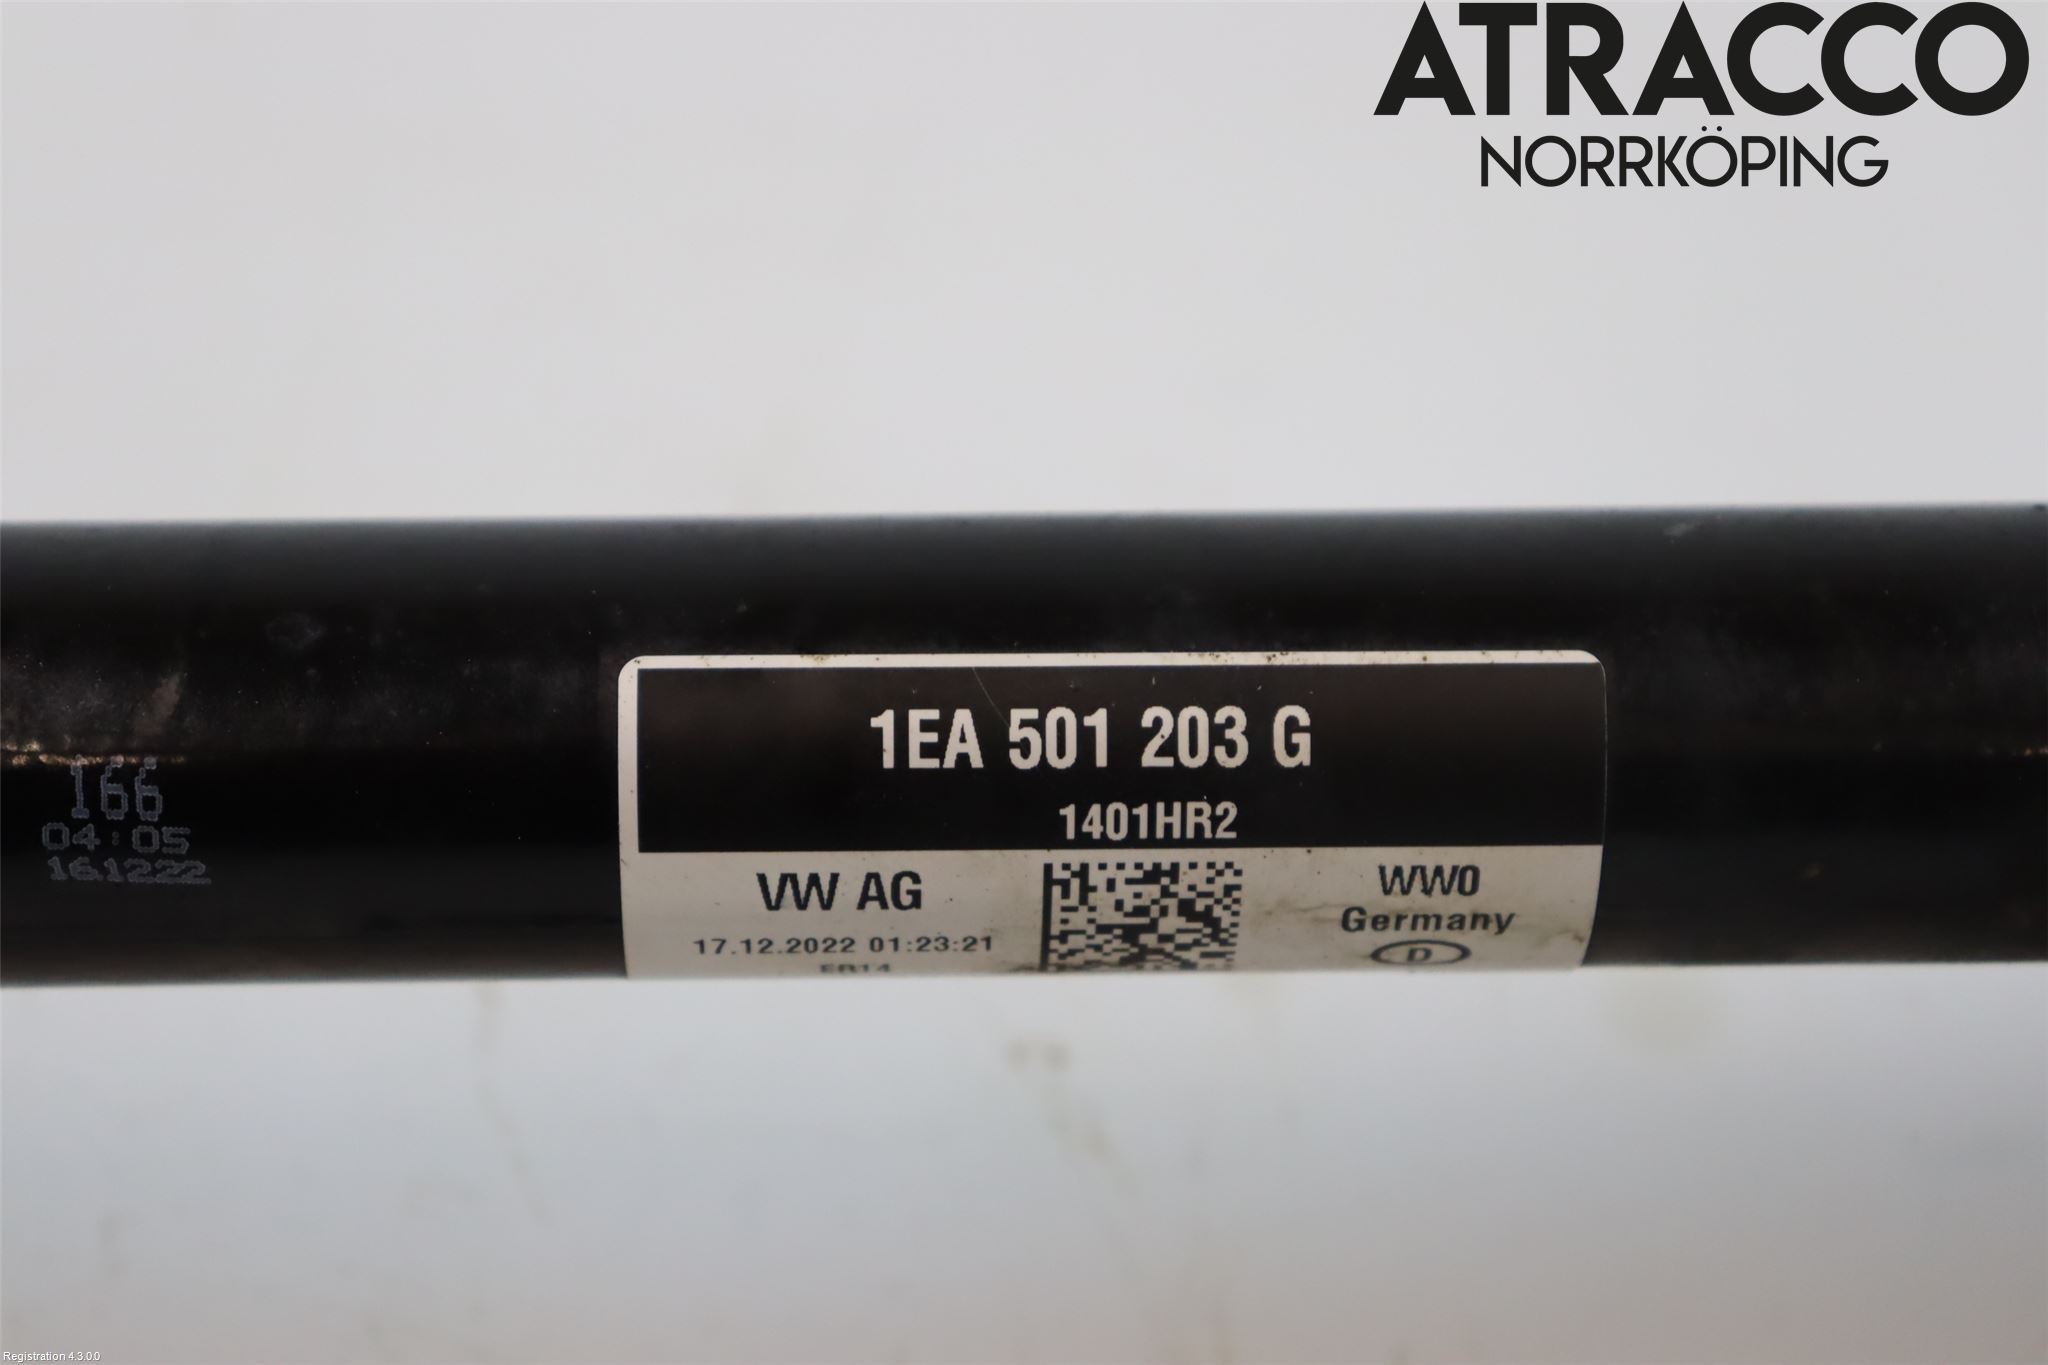 ATRACCO
NORRKÖPING
1EA 501 203 G
1401HR2
166
04:05
161222
VW AG
17.12.2022 01:23:21
WW0
Germany
D
Registration 4.3.0.0